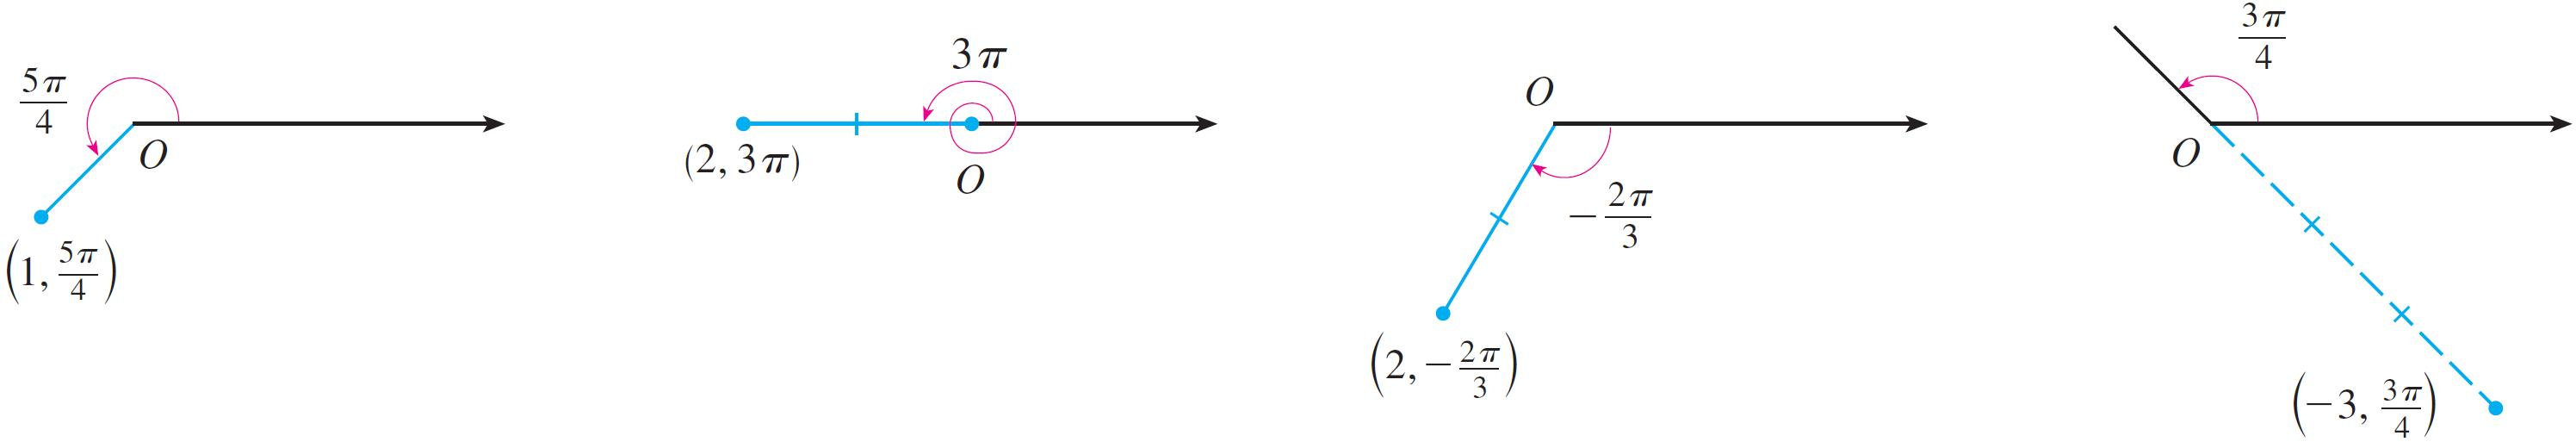 5π/4
O
(1, 5π/4)
3π
(2, 3π)
O
O
−2π/3
(2, −2π/3)
3π/4
O
(−3, 3π/4)